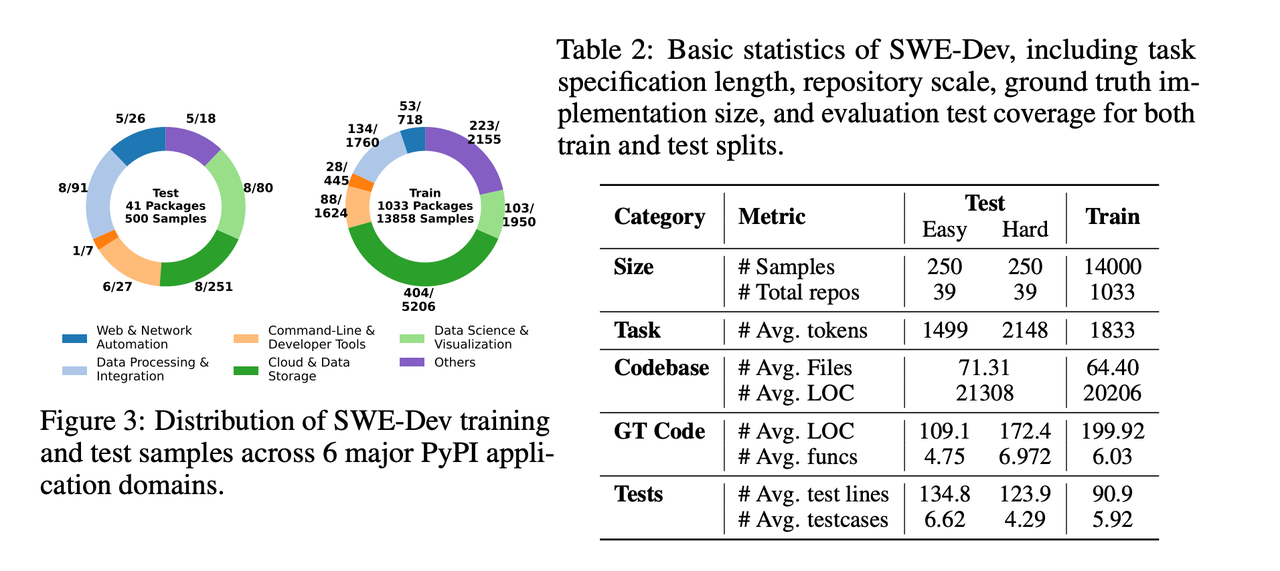 5/26
5/18
8/91
8/80
Test
41 Packages
500 Samples
1/7
6/27
8/251
53/
718
134/
1760
223/
2155
28/
445
88/
1624
Train
1033 Packages
13858 Samples
103/
1950
404/
5206
Web & Network
Automation
Command-Line &
Developer Tools
Data Science &
Visualization
Data Processing &
Integration
Cloud & Data
Storage
Others
Figure 3: Distribution of SWE-Dev training
and test samples across 6 major PyPI appli-
cation domains.
Table 2: Basic statistics of SWE-Dev, including task
specification length, repository scale, ground truth im-
plementation size, and evaluation test coverage for both
train and test splits.
Category Metric Test Train
Easy Hard
Size # Samples 250 250 14000
# Total repos 39 39 1033
Task # Avg. tokens 1499 2148 1833
Codebase # Avg. Files 71.31 64.40
# Avg. LOC 21308 20206
GT Code # Avg. LOC 109.1 172.4 199.92
# Avg. funcs 4.75 6.972 6.03
Tests # Avg. test lines 134.8 123.9 90.9
# Avg. testcases 6.62 4.29 5.92